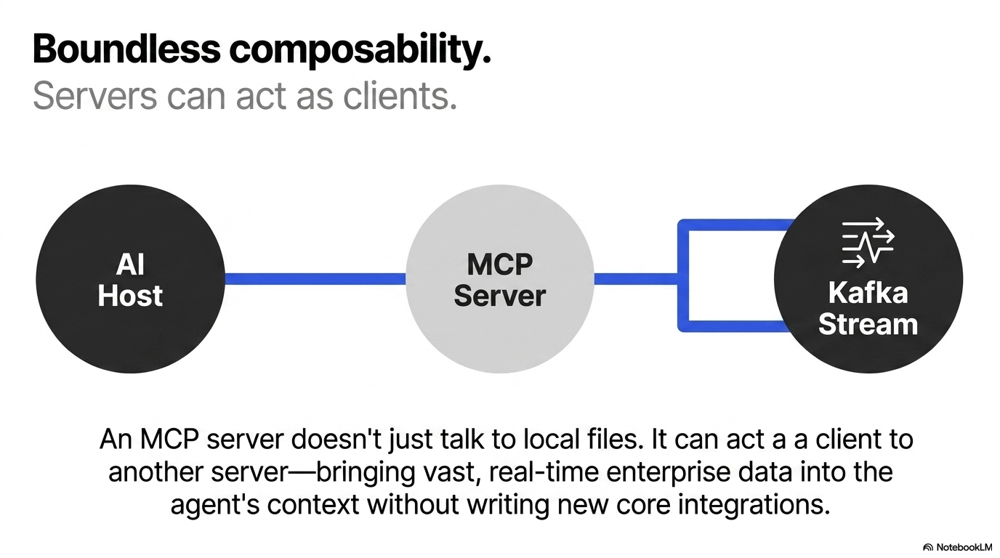 Boundless composability.
Servers can act as clients.
AI
Host
MCP
Server
Kafka
Stream
An MCP server doesn't just talk to local files. It can act a a client to
another server—bringing vast, real-time enterprise data into the
agent's context without writing new core integrations.
NotebookLM